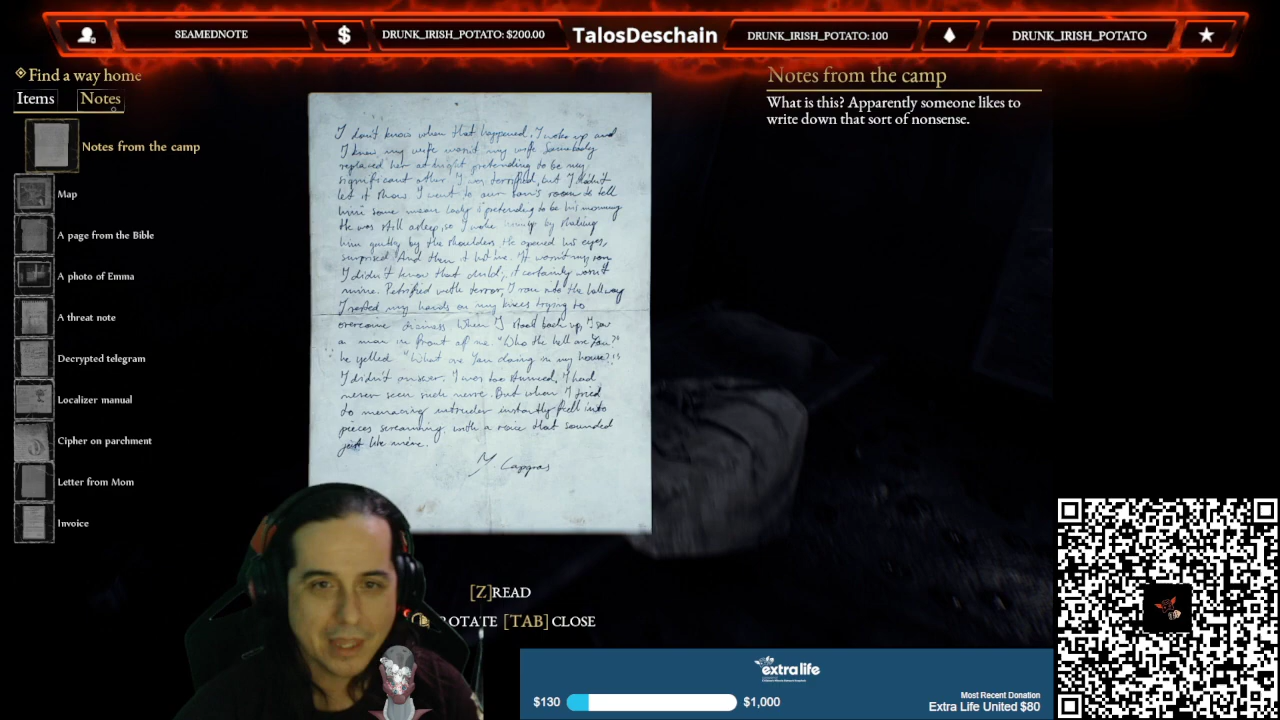 SEAMEDNOTE
$
DRUNK_IRISH_POTATO: $200.00
TalosDeschain
DRUNK_IRISH_POTATO: 100
DRUNK_IRISH_POTATO
Find a way home
Items
Notes
Notes from the camp
Map
A page from the Bible
A photo of Emma
A threat note
Decrypted telegram
Localizer manual
Cipher on parchment
Letter from Mom
Invoice
I don't know when that happened. I woke up and
I knew my wife wasn't my wife Somebody
replaced her at night pretending to be my
significant other I was terrified, but I didn't
let it show I went to our son's room to tell
him some mean lady's pretending to be his mommy
He was still asleep, so I woke him up by shaking
him gently by the shoulders. He opened his eyes,
surprised And then it hit me. It wasn't my son
I didn't know that child, it certainly wasn't
mine. Petrified with terror, I ran into the hallway
I rested my hands on my knees trying to
overcome diziness When I stood back up, I saw
a man in front of me. "Who the hell are You?"
he yelled "What are You doing in my house?!"
I didn't answer. I was too stunned, I had
never seen such nerve. But when I tried
to menacing intruder instantly fell into
pieces screaming with a voice that sounded
just like mine.
Capgras
Notes from the camp
What is this? Apparently someone likes to
write down that sort of nonsense.
[Z]READ
ROTATE [TAB] CLOSE
extralife
$130
$1,000
Most Recent Donation
Extra Life United $80